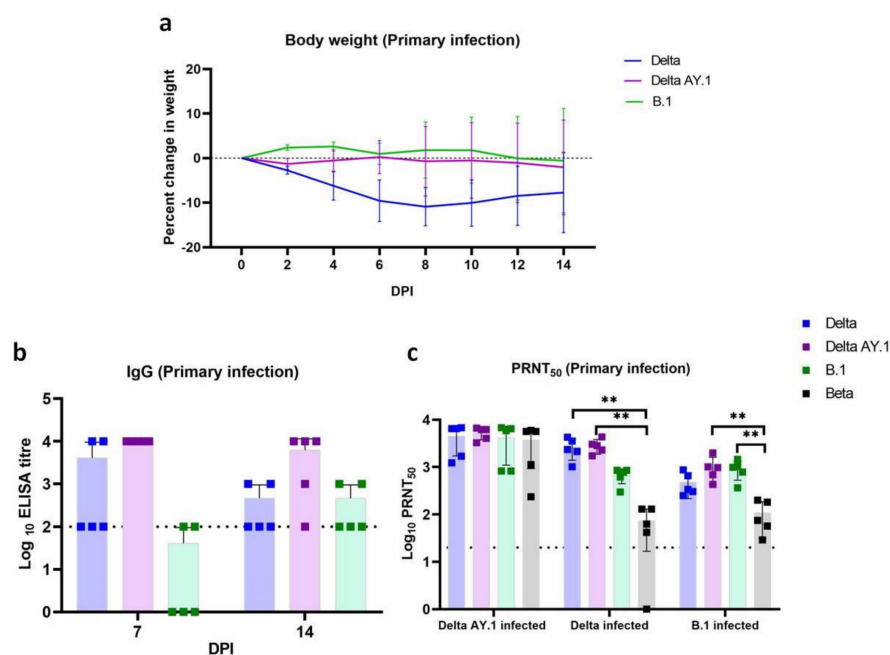 a
Body weight (Primary infection)
Delta
Delta AY.1
B.1
Percent change in weight
20
10
0
-10
-20
0 2 4 6 8 10 12 14
DPI
b
IgG (Primary infection)
Log 10 ELISA titre
5
4
3
2
1
0
7 14
DPI
c
PRNT50 (Primary infection)
Delta
Delta AY.1
B.1
Beta
Log10 PRNT50
4
3
2
1
0
** ** ** **
Delta AY.1 infected Delta infected B.1 infected